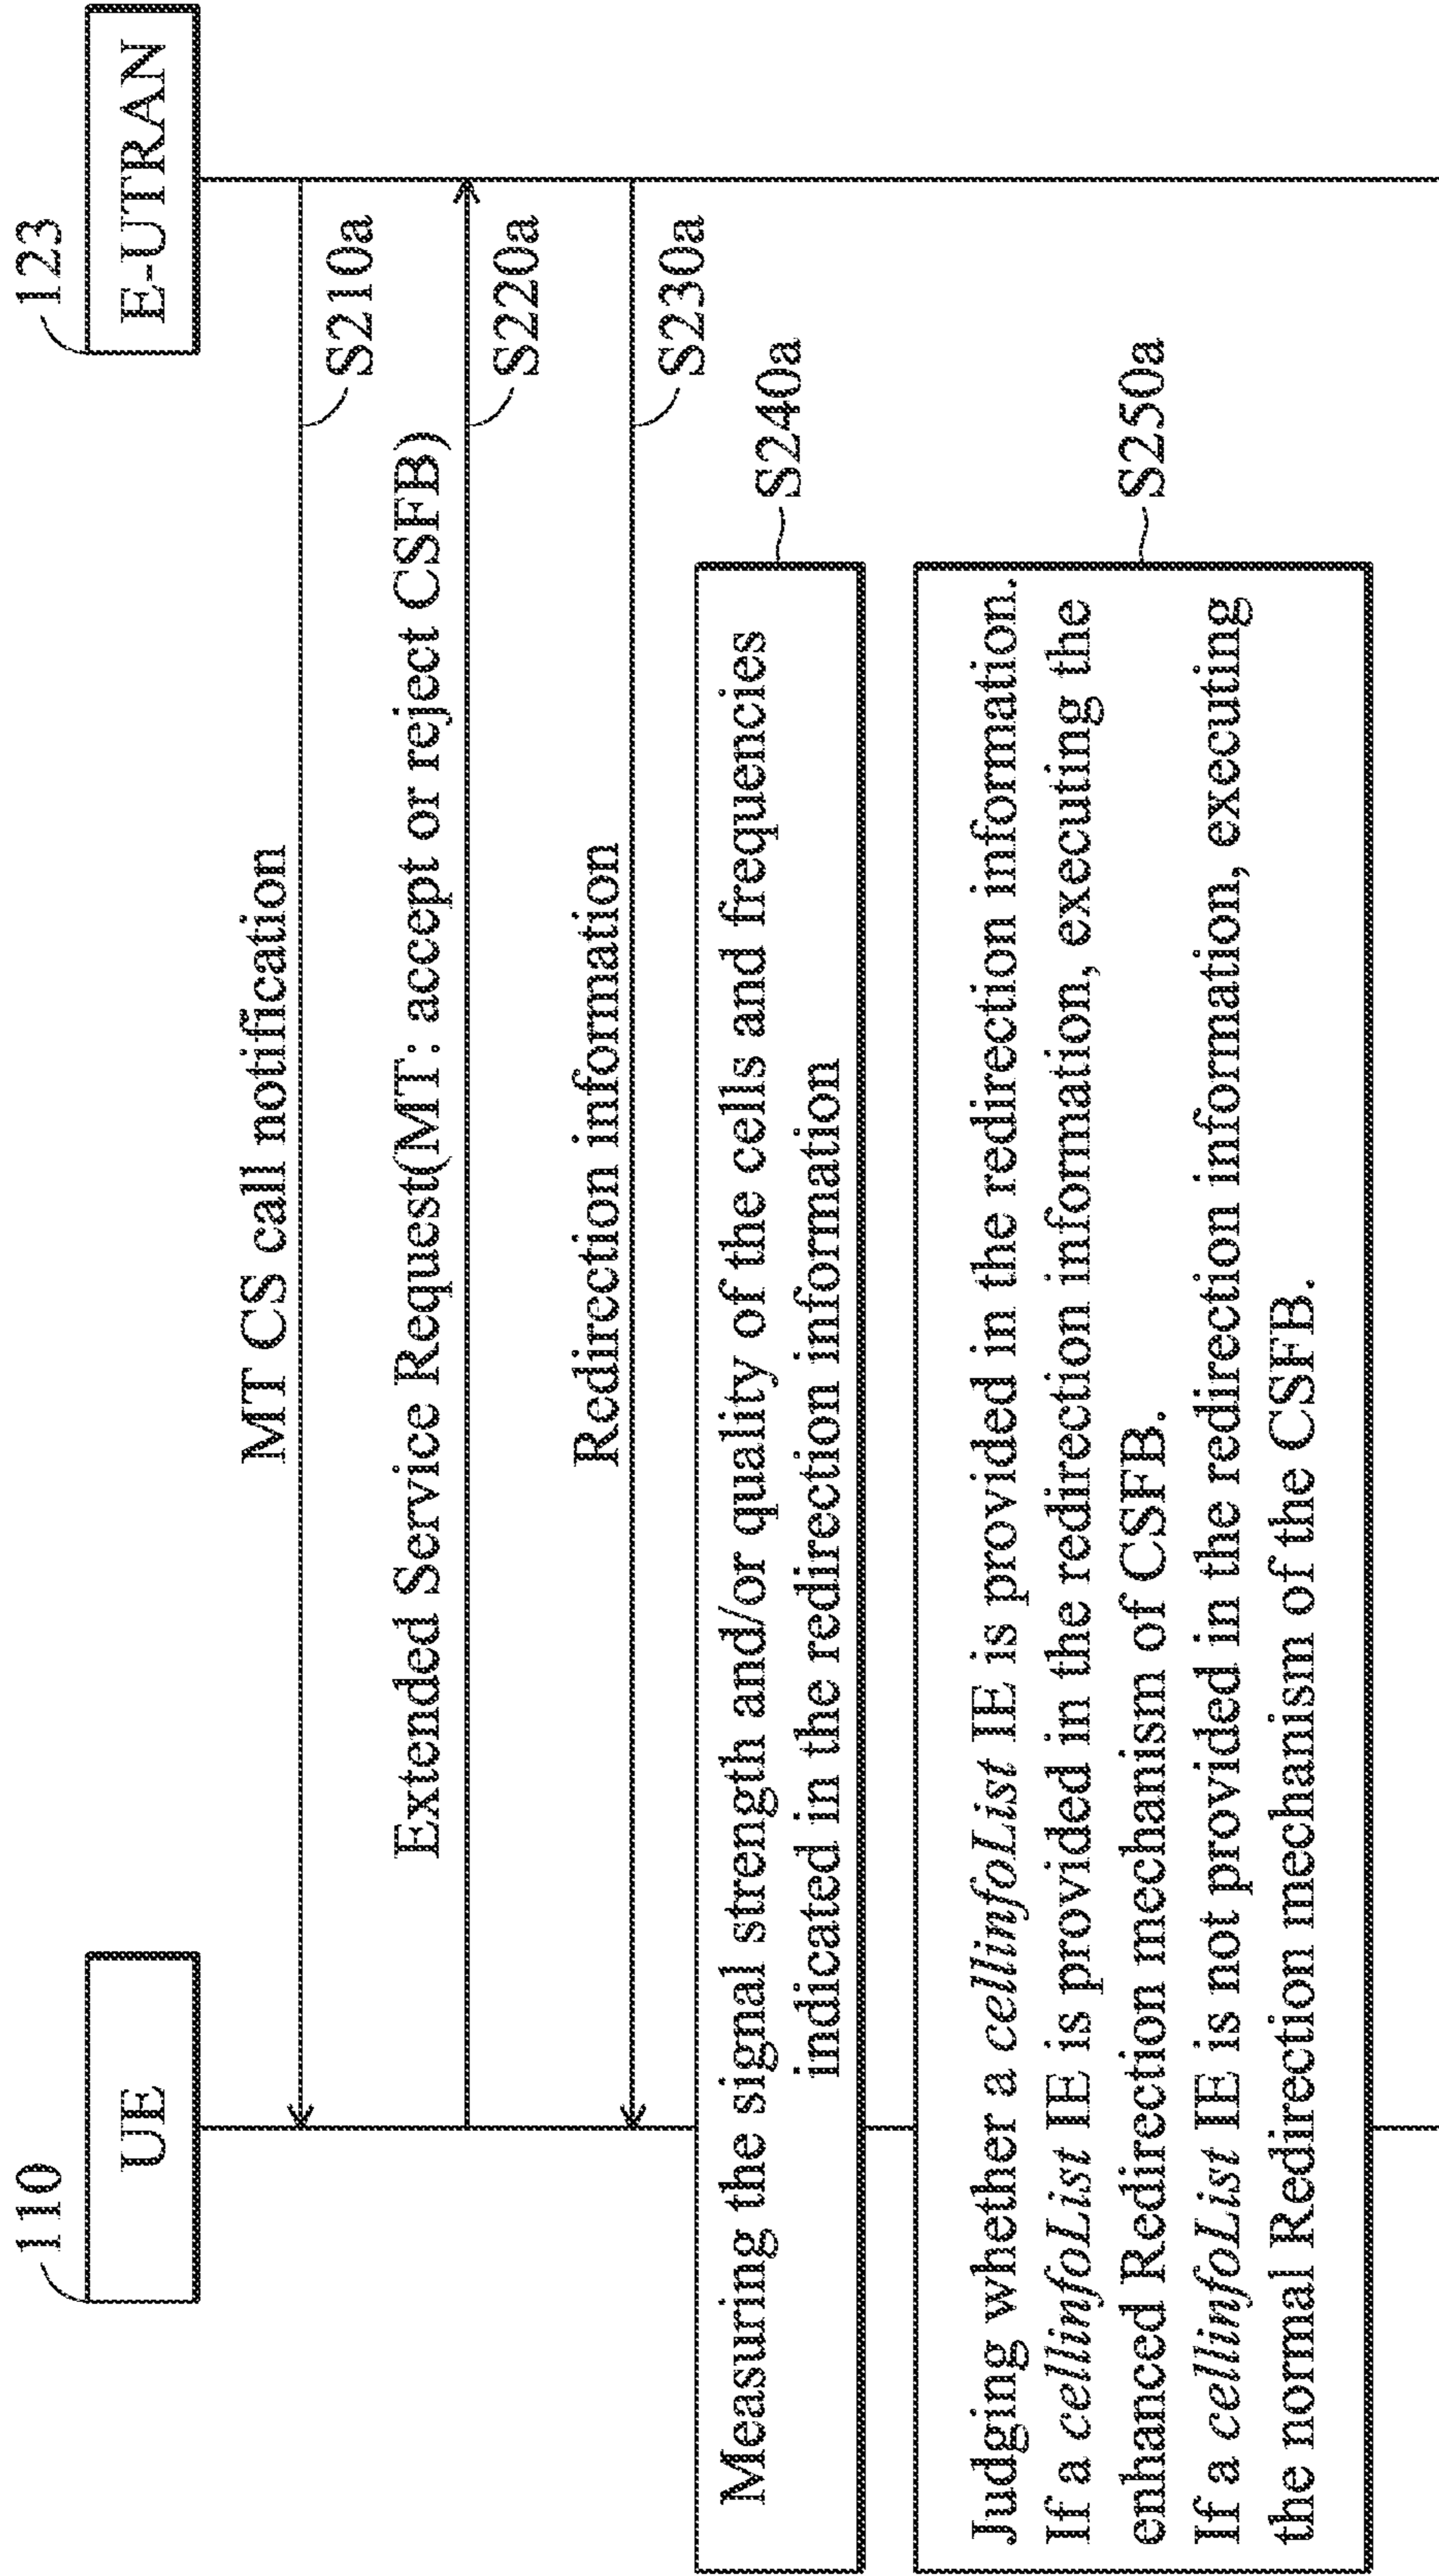 110
UE
123
E-UTRAN
MT CS call notification
S210a
Extended Service Request(MT: accept or reject CSFB)
S220a
Redirection information
S230a
Measuring the signal strength and/or quality of the cells and frequencies
indicated in the redirection information
S240a
Judging whether a cellinfoList IE is provided in the redirection information.
If a cellinfoList IE is provided in the redirection information, executing the
enhanced Redirection mechanism of CSFB.
If a cellinfoList IE is not provided in the redirection information, executing
the normal Redirection mechanism of the CSFB.
S250a